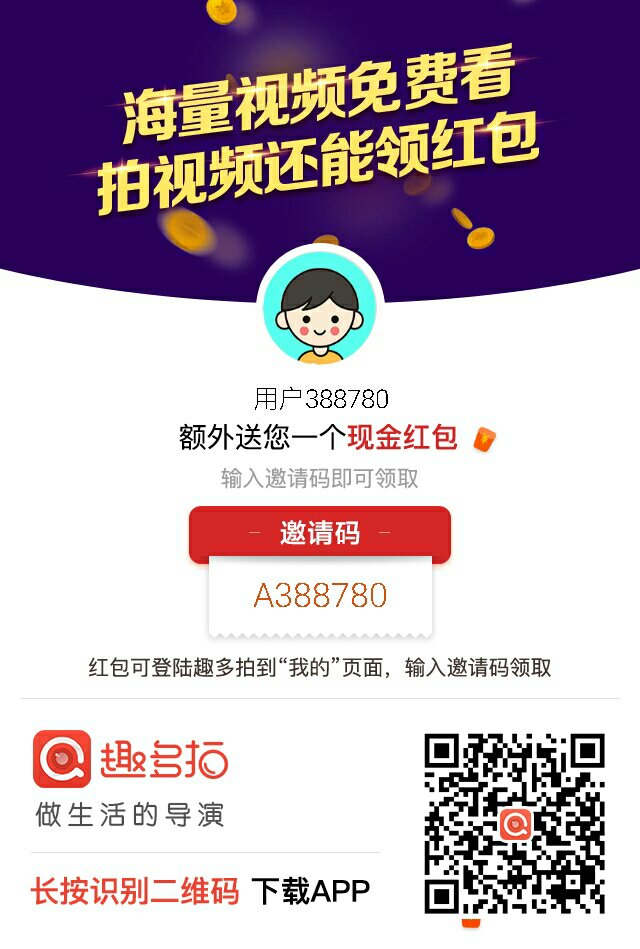 海量视频免费看
拍视频还能领红包
用户388780
额外送您一个现金红包
输入邀请码即可领取
邀请码
A388780
红包可登陆趣多拍到“我的”页面，输入邀请码领取
趣多拍
做生活的导演
长按识别二维码 下载APP